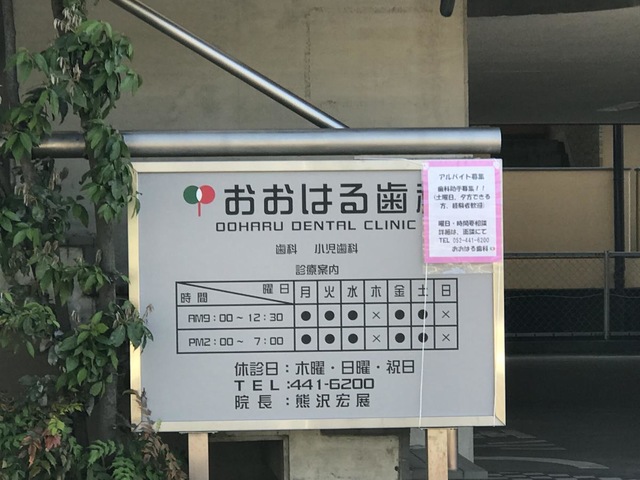 おおはる歯科
OOHARU DENTAL CLINIC
歯科 小児歯科
診療案内
時間 曜日 月 火 水 木 金 土 日
AM9:00~12:30 ● ● ● × ● ● ×
PM2:00~7:00 ● ● ● × ● ● ×
休診日:木曜・日曜・祝日
TEL:441-6200
院長:熊沢宏展
アルバイト募集
歯科助手募集!!
(土曜日、夕方できる
方、経験者歓迎)
曜日・時間等相談
詳細は、面談にて
TEL 052-441-6200
おおはる歯科